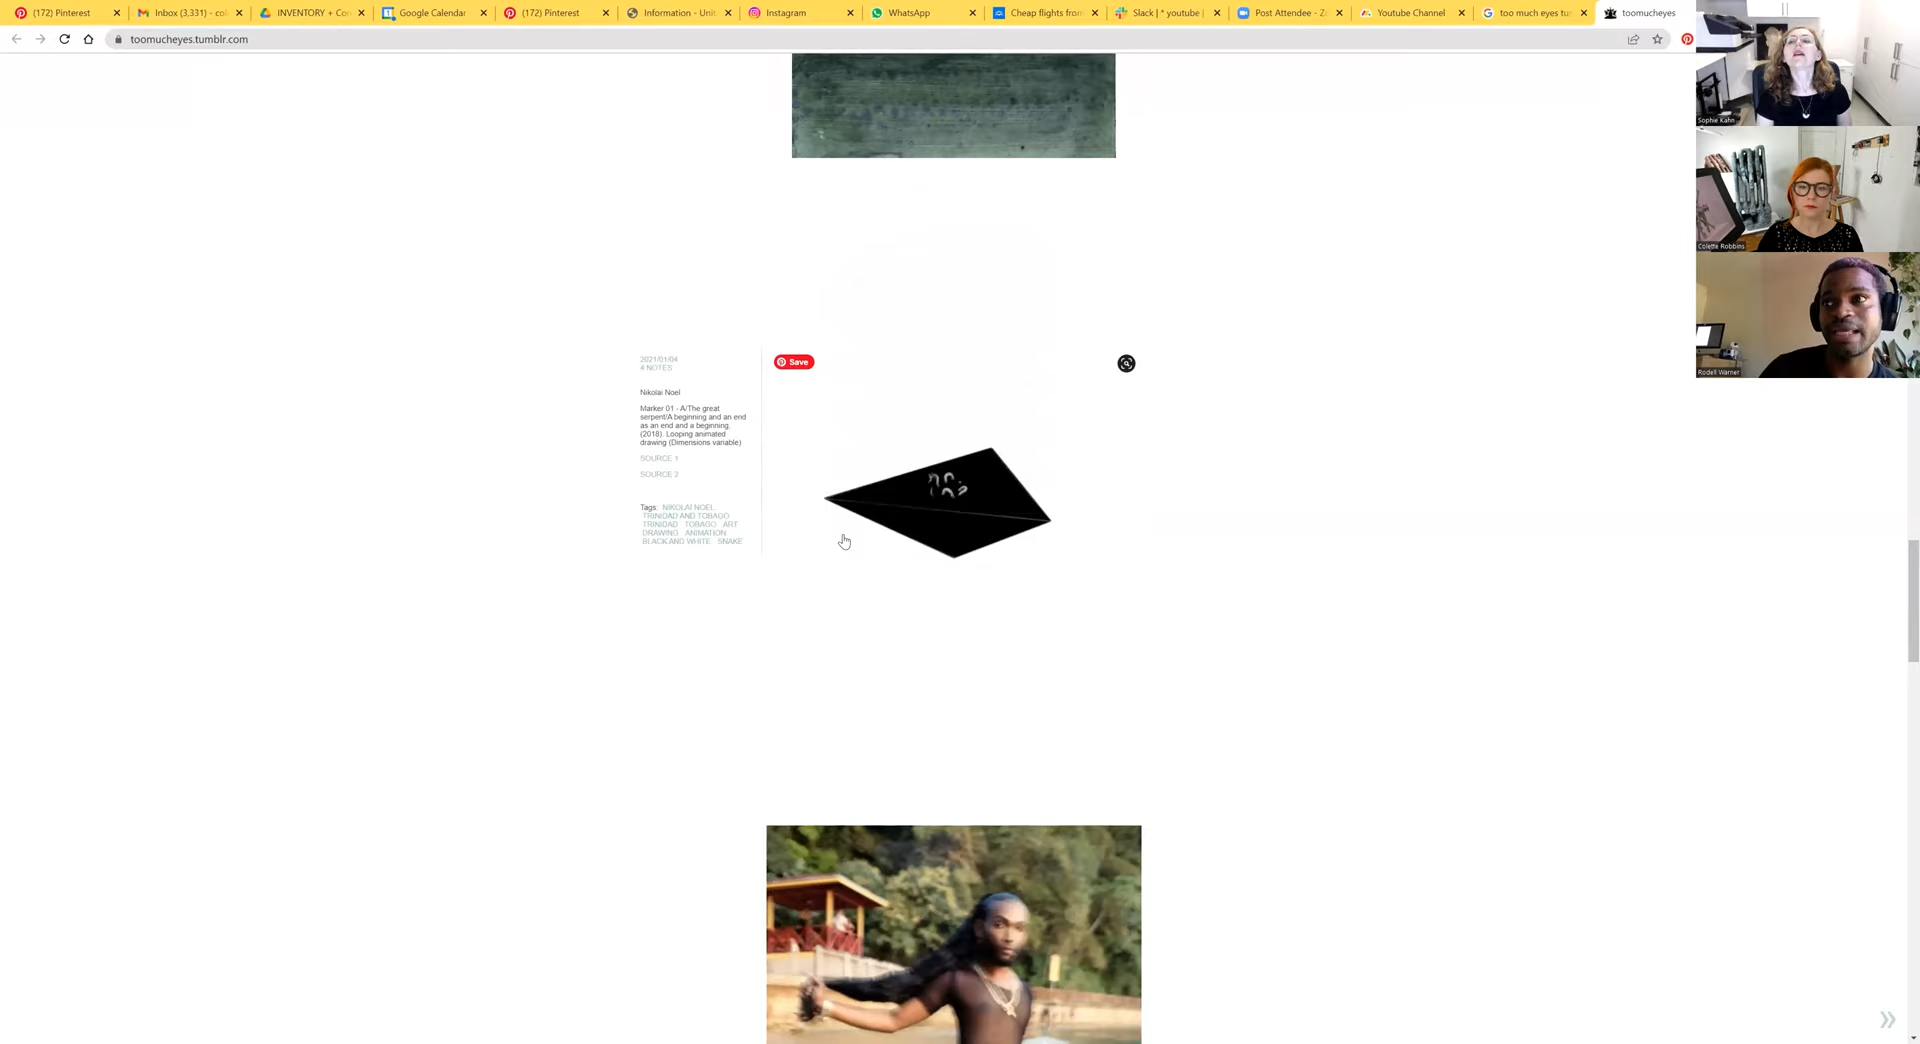 (172) Pinterest
Inbox (3,331) - col
INVENTORY + Co
Google Calendar
(172) Pinterest
Information - Unit
Instagram
WhatsApp
Cheap flights from
Slack | * youtube |
Post Attendee - Z
Youtube Channel
too much eyes tu
toomucheyes
toomucheyes.tumblr.com
Sophie Kahn
Colette Robbins
Rodell Warner
2021/01/04
4 NOTES
Save
Nikolai Noel
Marker 01 - A/The great
serpent/A beginning and an end
as an end and a beginning,
(2018). Looping animated
drawing (Dimensions variable)
SOURCE 1
SOURCE 2
Tags: NIKOLAI NOEL
TRINIDAD AND TOBAGO
TRINIDAD TOBAGO ART
DRAWING ANIMATION
BLACK AND WHITE SNAKE